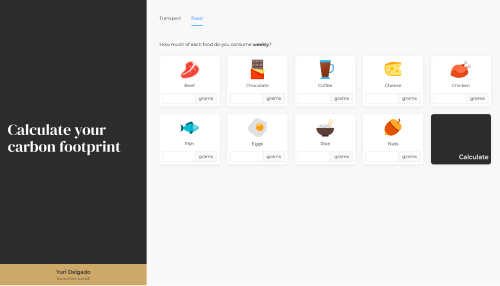 Transport Food
How much of each food do you consume weekly?
Beef Chocolate Coffee Cheese Chicken
grams grams grams grams grams
Calculate your
carbon footprint
Fish Eggs Rice Nuts
grams grams grams grams
Calculate
Yuri Delgado